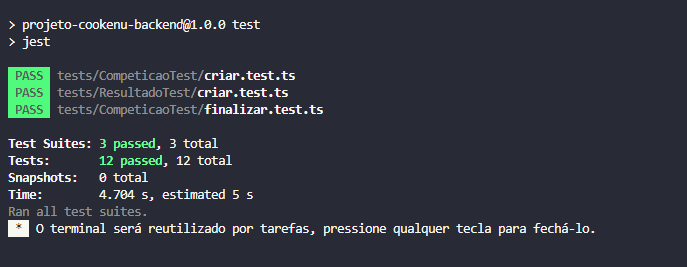 > projeto-cookenu-backend@1.0.0 test
> jest
PASS tests/CompeticaoTest/criar.test.ts
PASS tests/ResultadoTest/criar.test.ts
PASS tests/CompeticaoTest/finalizar.test.ts
Test Suites: 3 passed, 3 total
Tests: 12 passed, 12 total
Snapshots: 0 total
Time: 4.704 s, estimated 5 s
Ran all test suites.
* O terminal será reutilizado por tarefas, pressione qualquer tecla para fechá-lo.